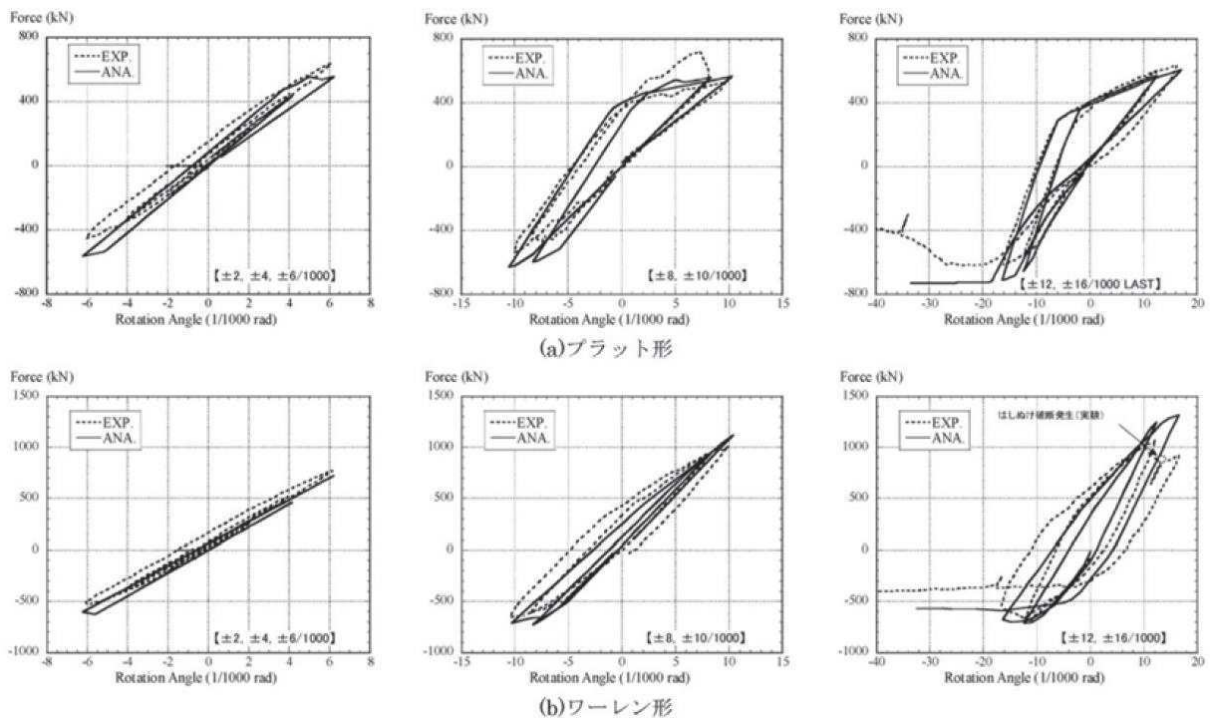 Force (kN)
800
400
0
-400
-800
EXP.
ANA.
【±2, ±4, ±6/1000】
-8 -6 -4 -2 0 2 4 6 8
Rotation Angle (1/1000 rad)
Force (kN)
800
400
0
-400
-800
EXP.
ANA.
【±8, ±10/1000】
-15 -10 -5 0 5 10 15
Rotation Angle (1/1000 rad)
Force (kN)
800
400
0
-400
-800
EXP.
ANA.
【±12, ±16/1000 LAST】
-40 -30 -20 -10 0 10 20
Rotation Angle (1/1000 rad)
(a)プラット形
Force (kN)
1500
1000
500
0
-500
-1000
EXP.
ANA.
【±2, ±4, ±6/1000】
-8 -6 -4 -2 0 2 4 6 8
Rotation Angle (1/1000 rad)
Force (kN)
1500
1000
500
0
-500
-1000
EXP.
ANA.
【±8, ±10/1000】
-15 -10 -5 0 5 10 15
Rotation Angle (1/1000 rad)
Force (kN)
1500
1000
500
0
-500
-1000
EXP.
ANA.
はしぬけ破断発生(実験)
【±12, ±16/1000】
-40 -30 -20 -10 0 10 20
Rotation Angle (1/1000 rad)
(b)ワーレン形